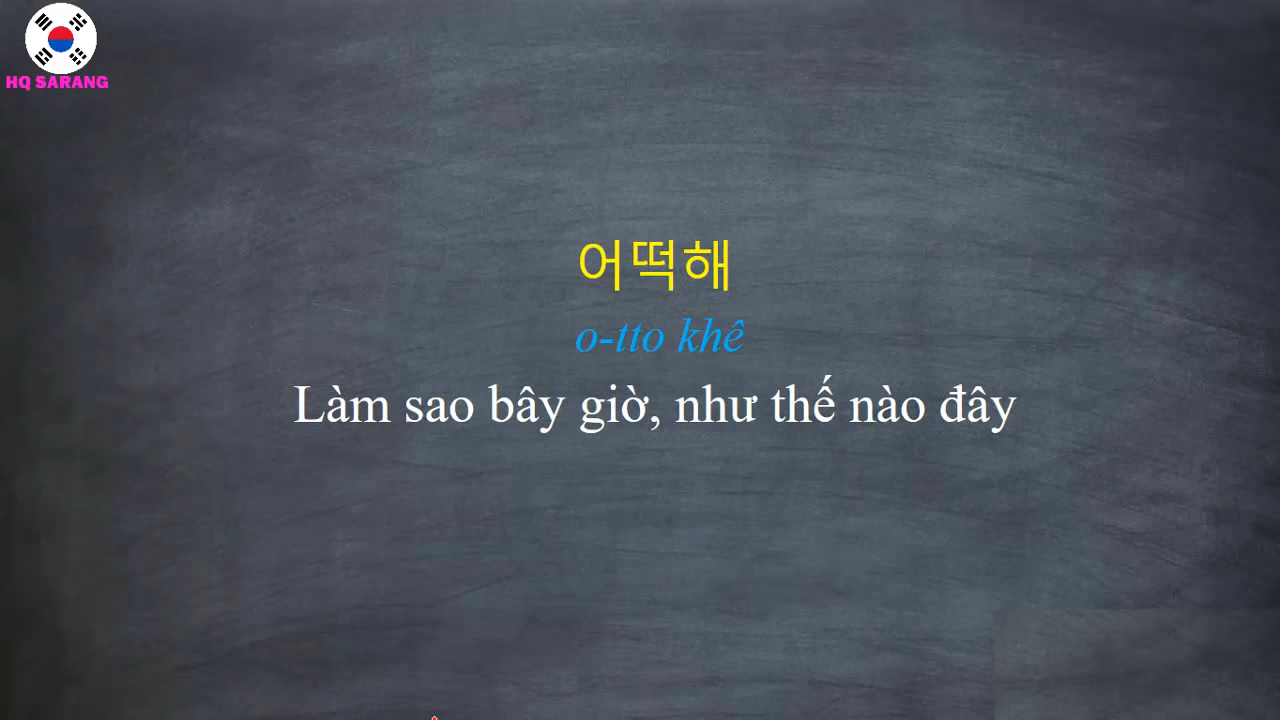 HQ SARANG
어떡해
o-tto khê
Làm sao bây giờ, như thế nào đây